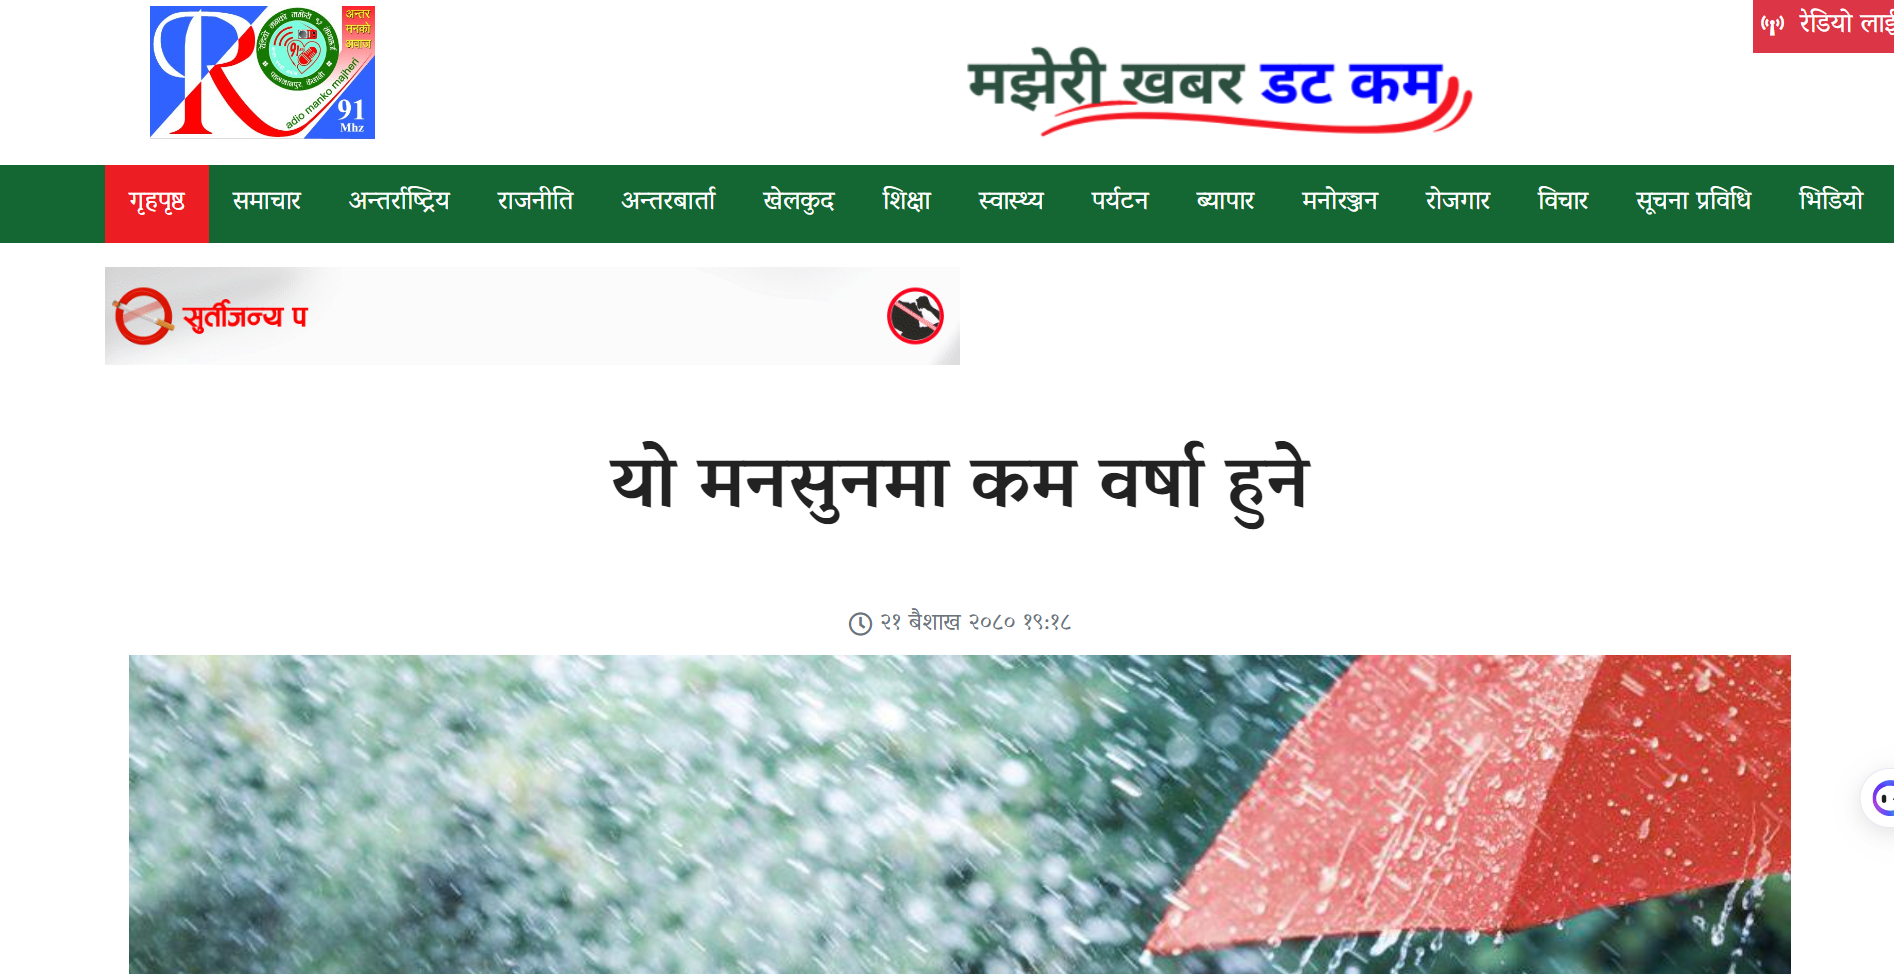 अन्तर
मनको
आवाज
adio manko majheri
91
Mhz
मझेरी खबर डट कम
रेडियो लाई
गृहपृष्ठ समाचार अन्तर्राष्ट्रिय राजनीति अन्तरबार्ता खेलकुद शिक्षा स्वास्थ्य पर्यटन ब्यापार मनोरञ्जन रोजगार विचार सूचना प्रविधि भिडियो
सुर्तीजन्य प
यो मनसुनमा कम वर्षा हुने
२१ बैशाख २०८० १९:१८